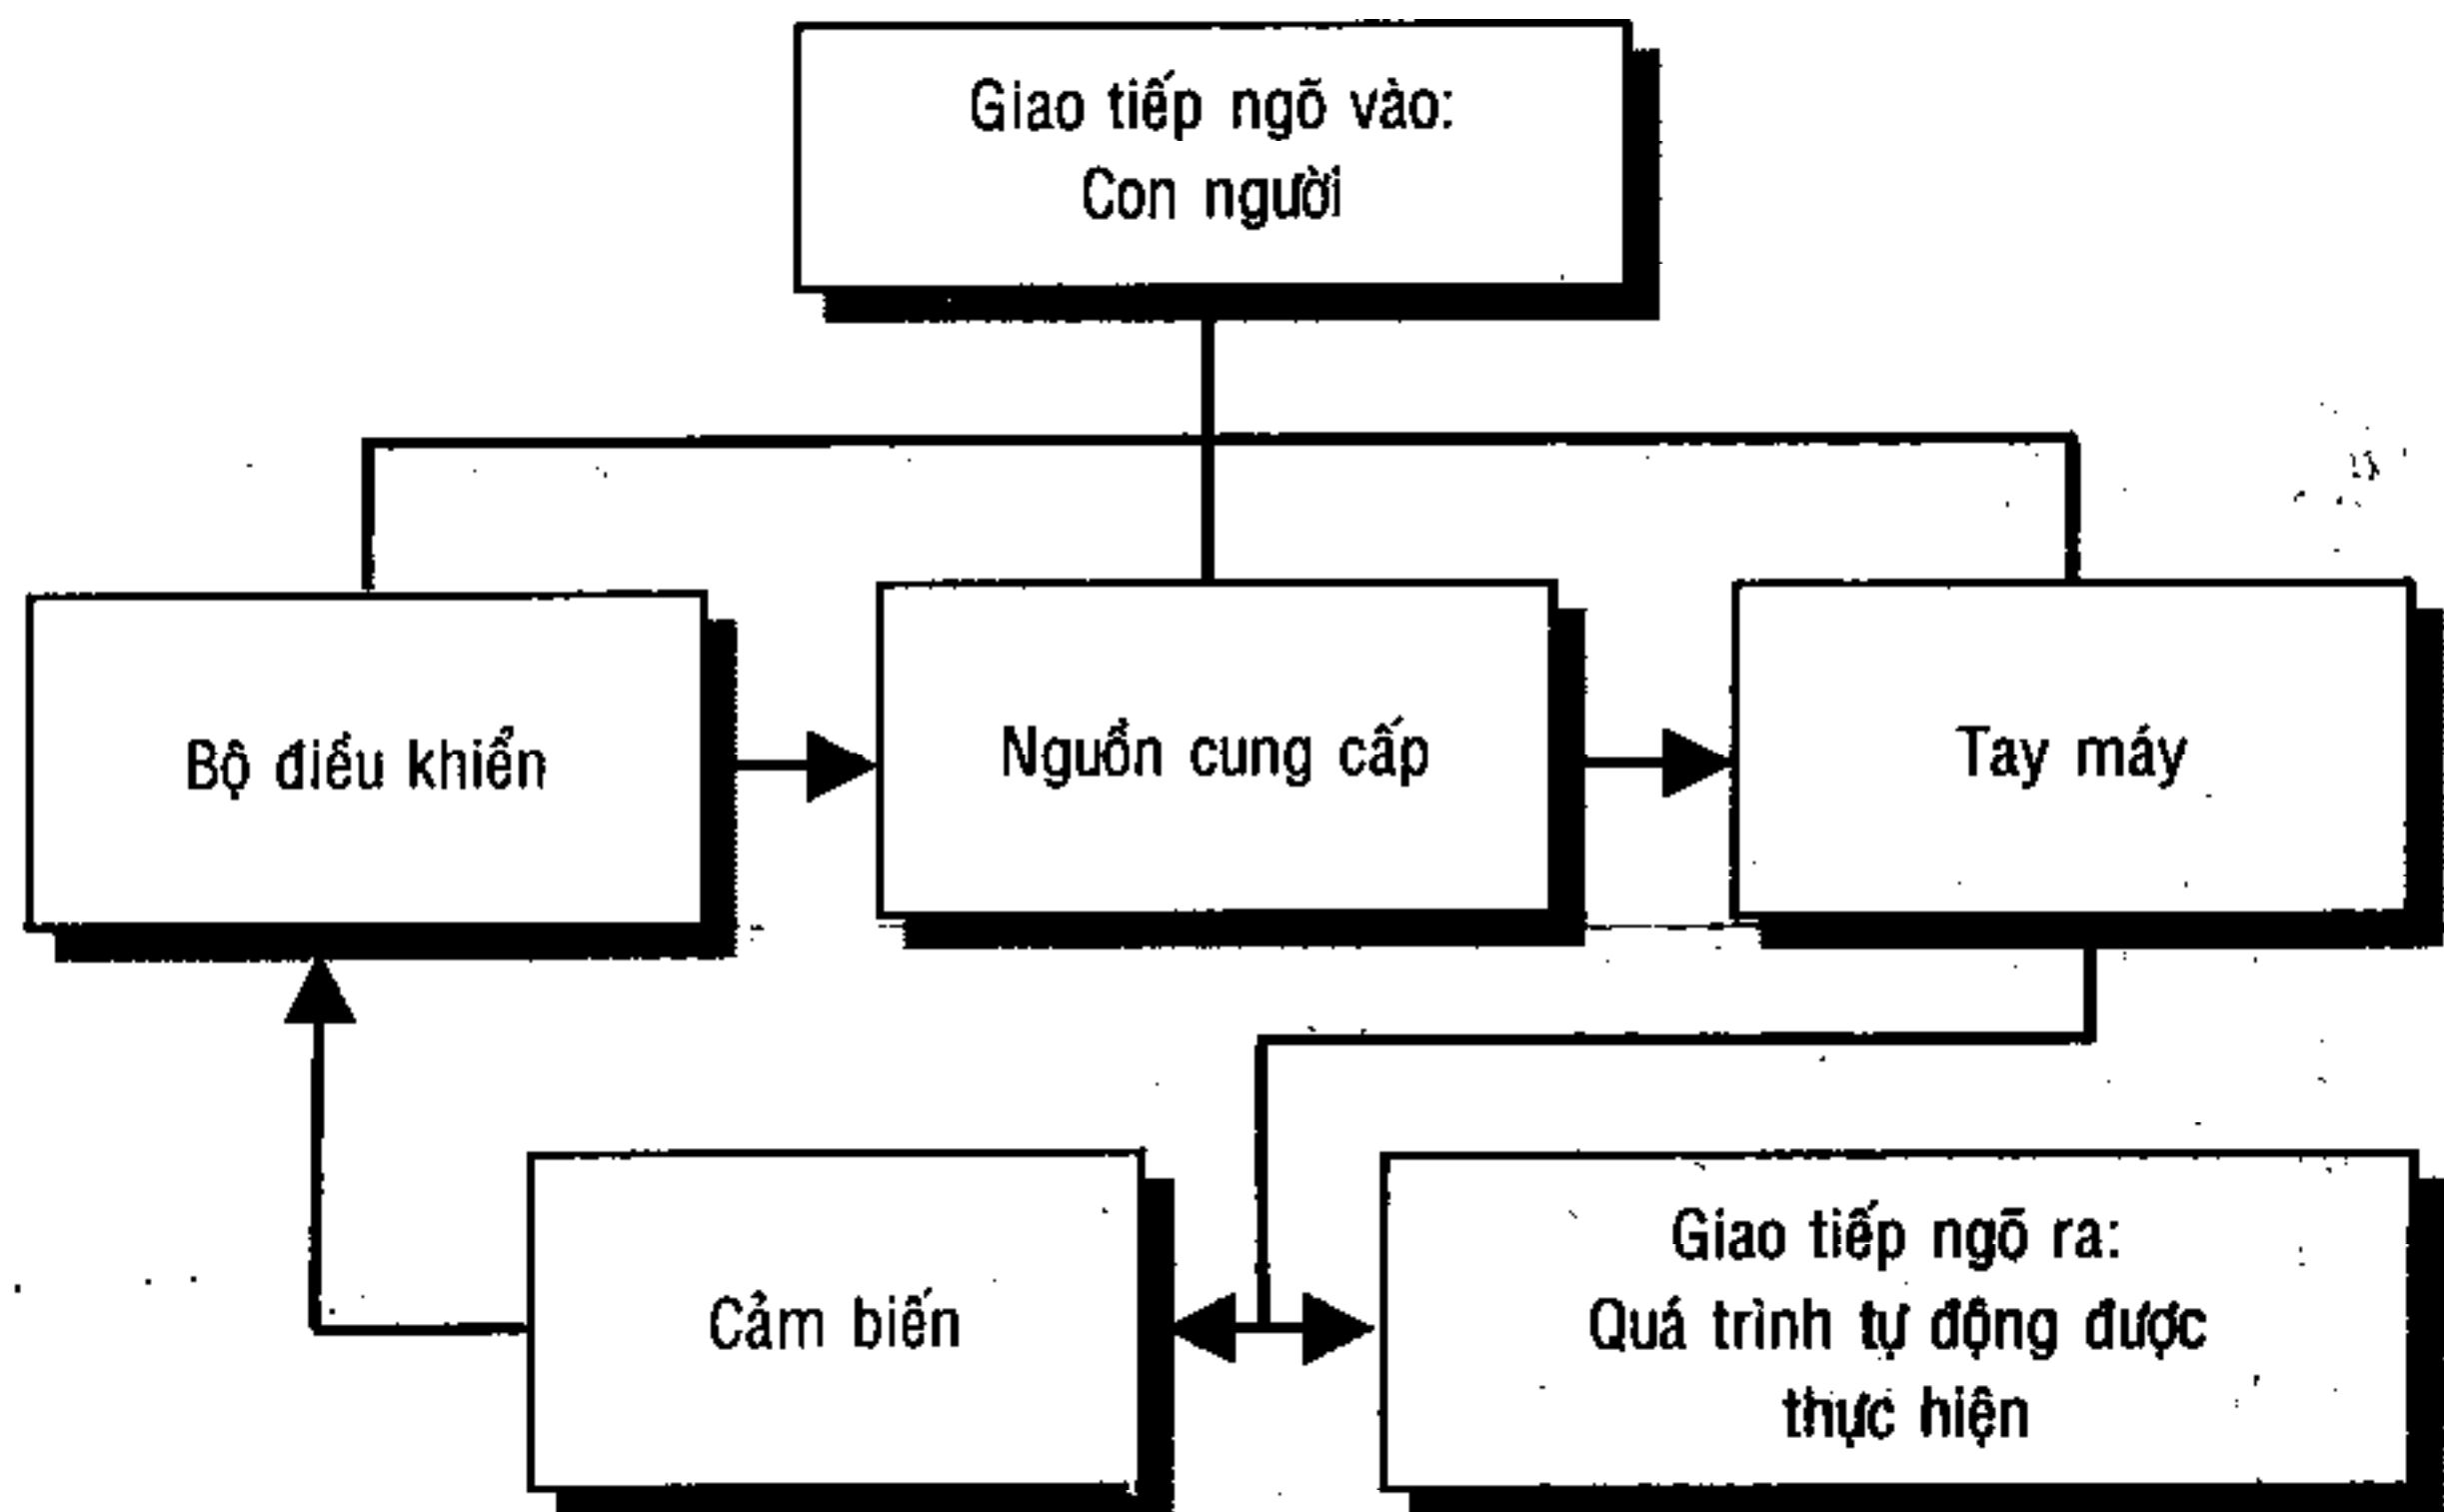 Giao tiếp ngõ vào:
Con người
Bộ điều khiển
Nguồn cung cấp
Tay máy
Cảm biến
Giao tiếp ngõ ra:
Quá trình tự động được
thực hiện